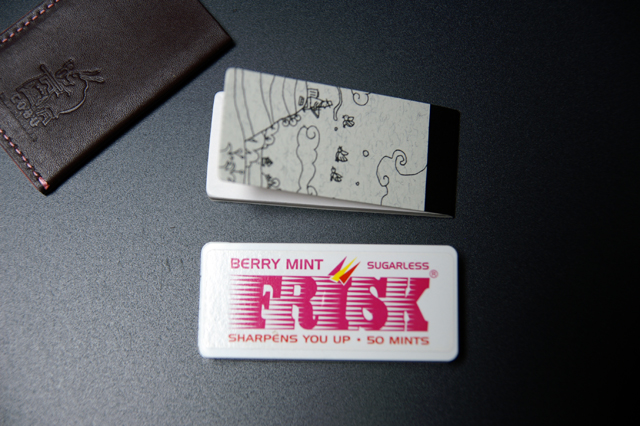 BERRY MINT SUGARLESS
FRISK®
SHARPENS YOU UP • 50 MINTS